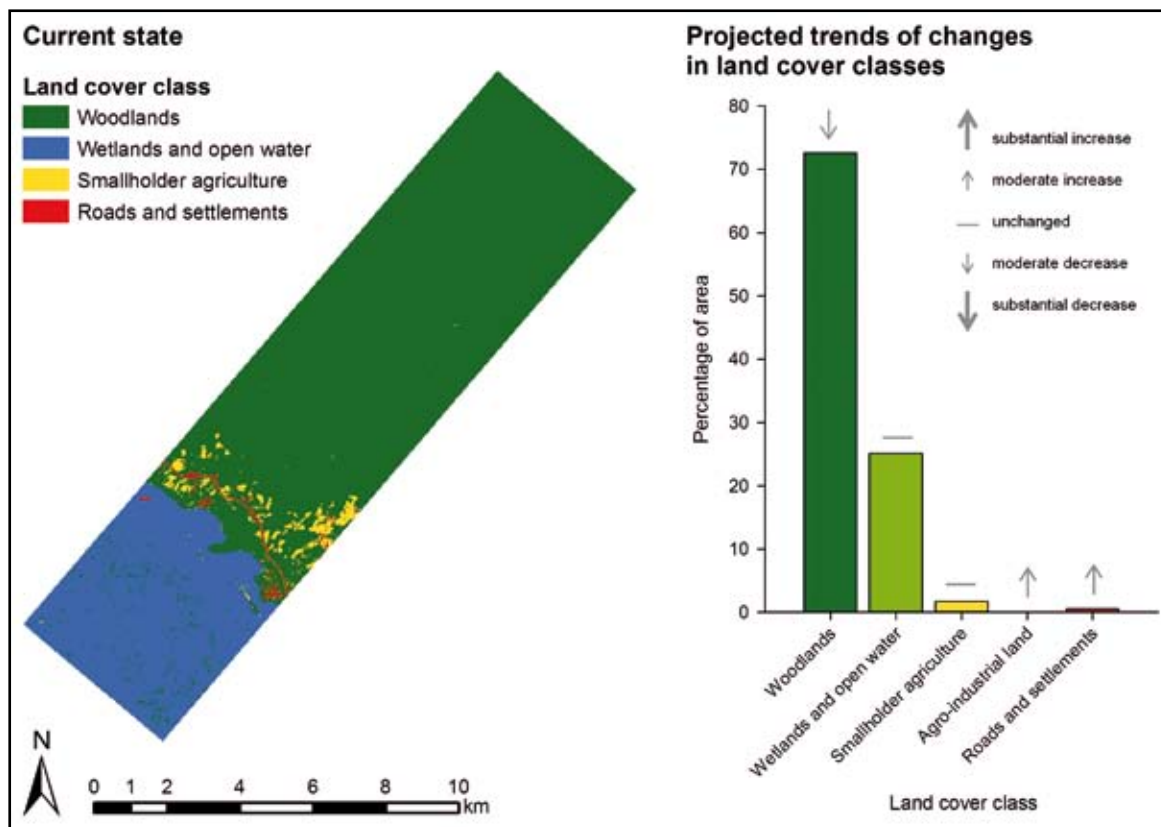 Current state
Land cover class
Woodlands
Wetlands and open water
Smallholder agriculture
Roads and settlements
N
0 1 2 4 6 8 10
km
Projected trends of changes
in land cover classes
80
70
60
50
40
30
20
10
0
Percentage of area
substantial increase
moderate increase
unchanged
moderate decrease
substantial decrease
Woodlands
Wetlands and open water
Smallholder agriculture
Agro-industrial land
Roads and settlements
Land cover class